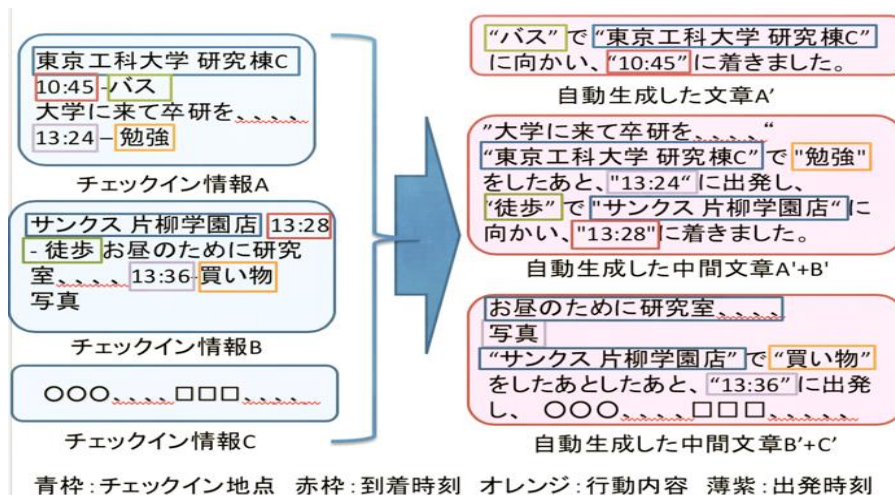 東京工科大学 研究棟C
10:45 -バス
大学に来て卒研を、、、、
13:24 – 勉強
チェックイン情報A
サンクス 片柳学園店 13:28
- 徒歩 お昼のために研究
室、、、、13:36-買い物
写真
チェックイン情報B
〇〇〇、、、、□□□、、、、
チェックイン情報C
“バス” で “東京工科大学 研究棟C”
に向かい、“10:45” に着きました。
自動生成した文章A’
”大学に来て卒研を、、、、“
“東京工科大学 研究棟C” で "勉強"
をしたあと、"13:24“ に出発し、
“徒歩” で "サンクス 片柳学園店“ に
向かい、"13:28"に着きました。
自動生成した中間文章A'+B'
お昼のために研究室、、、、
写真
“サンクス 片柳学園店” で “買い物”
をしたあとしたあと、“13:36” に出発
し、 〇〇〇、、、、□□□、、、、、
自動生成した中間文章B’+C’
青枠：チェックイン地点 赤枠：到着時刻 オレンジ：行動内容 薄紫：出発時刻